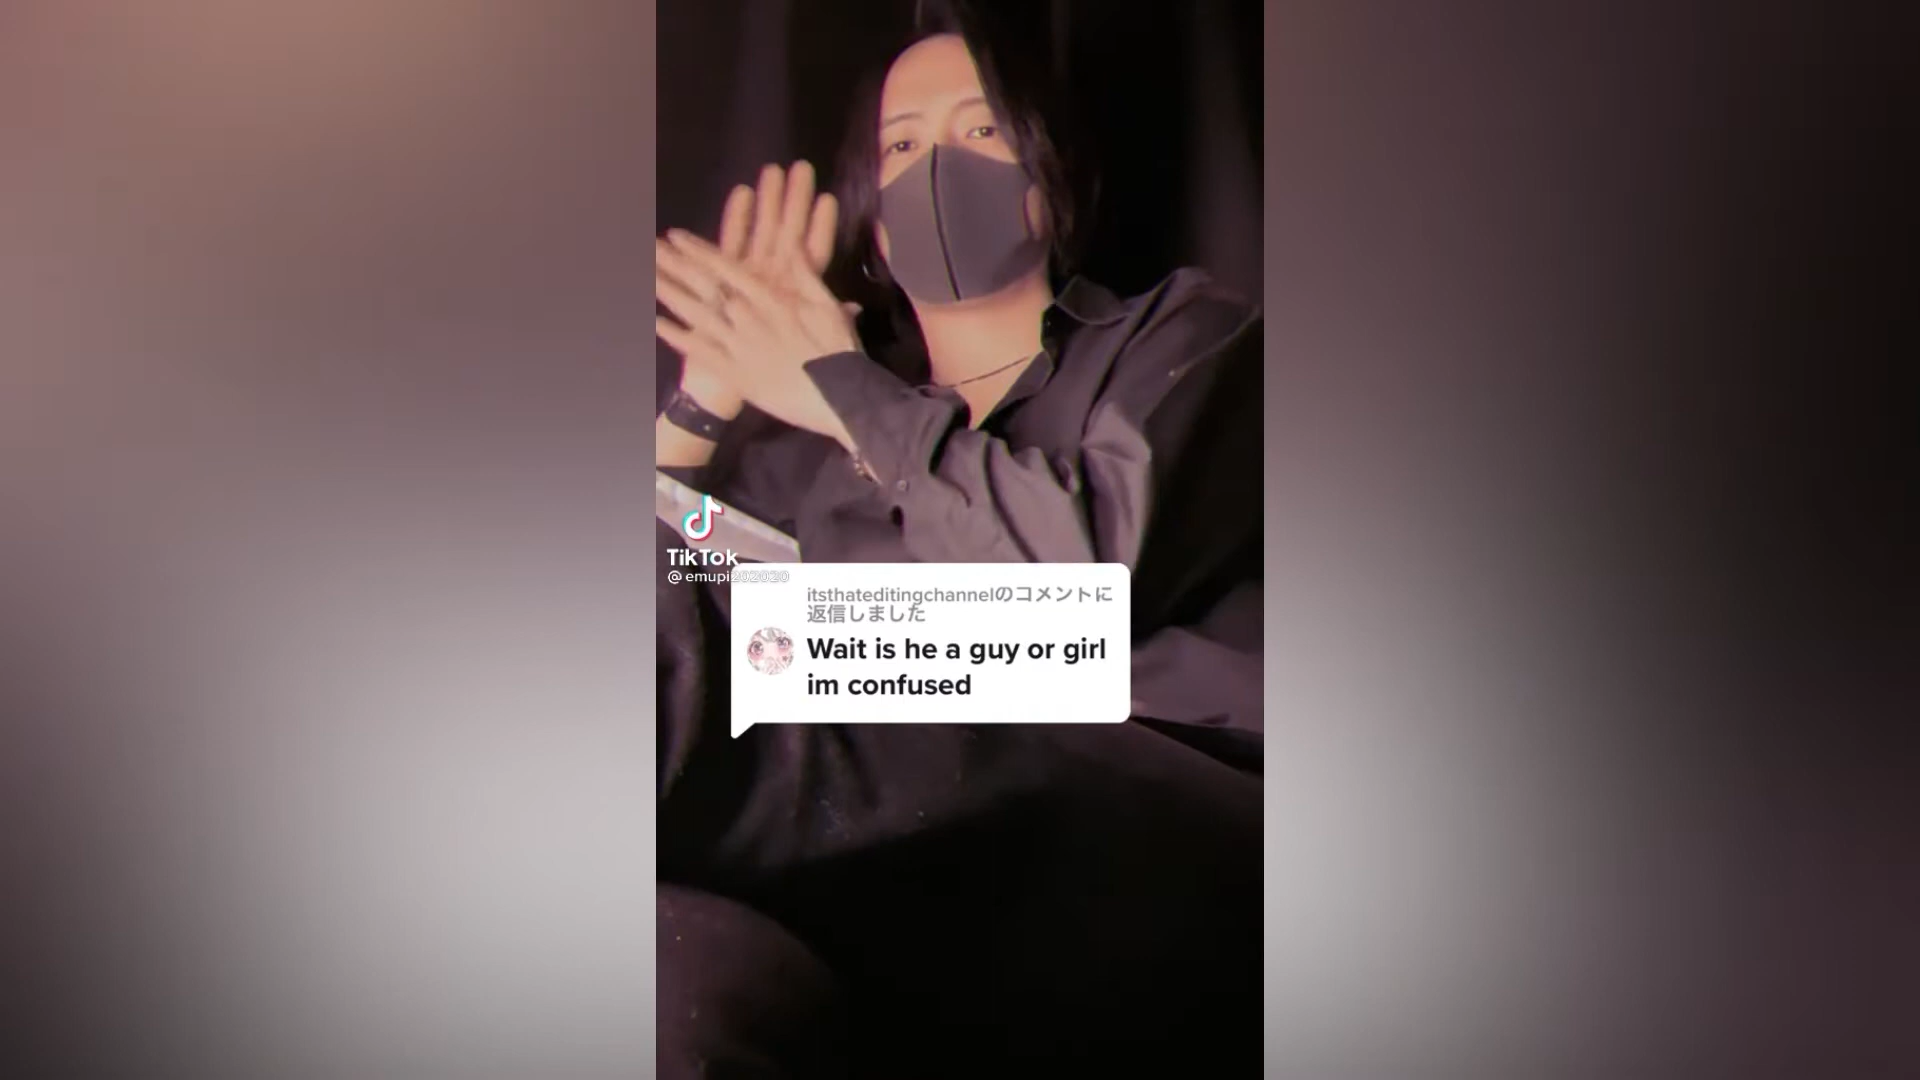 TikTok
@emupi202020
itsthateditingchannelのコメントに
返信しました
Wait is he a guy or girl
im confused